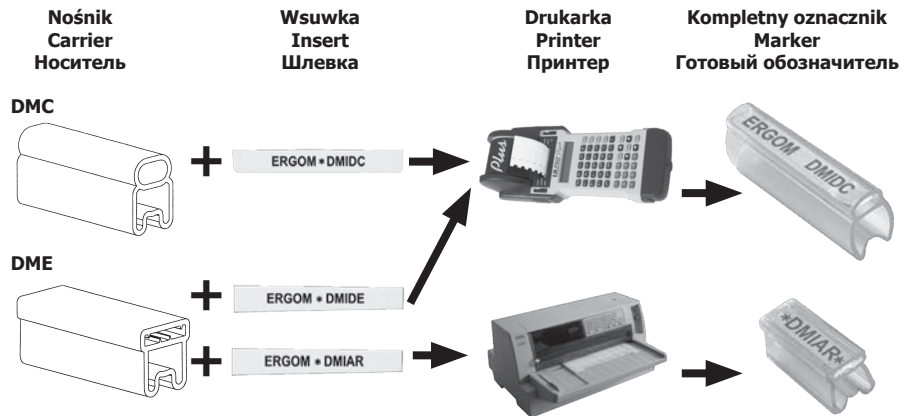 Nośnik
Carrier
Носитель
Wsuwka
Insert
Шлевка
Drukarka
Printer
Принтер
Kompletny oznacznik
Marker
Готовый обозначитель
DMC
ERGOM*DMIDC
Plus
ERGOM DMIDC
DME
ERGOM * DMIDE
ERGOM * DMIAR
*DMIAR*